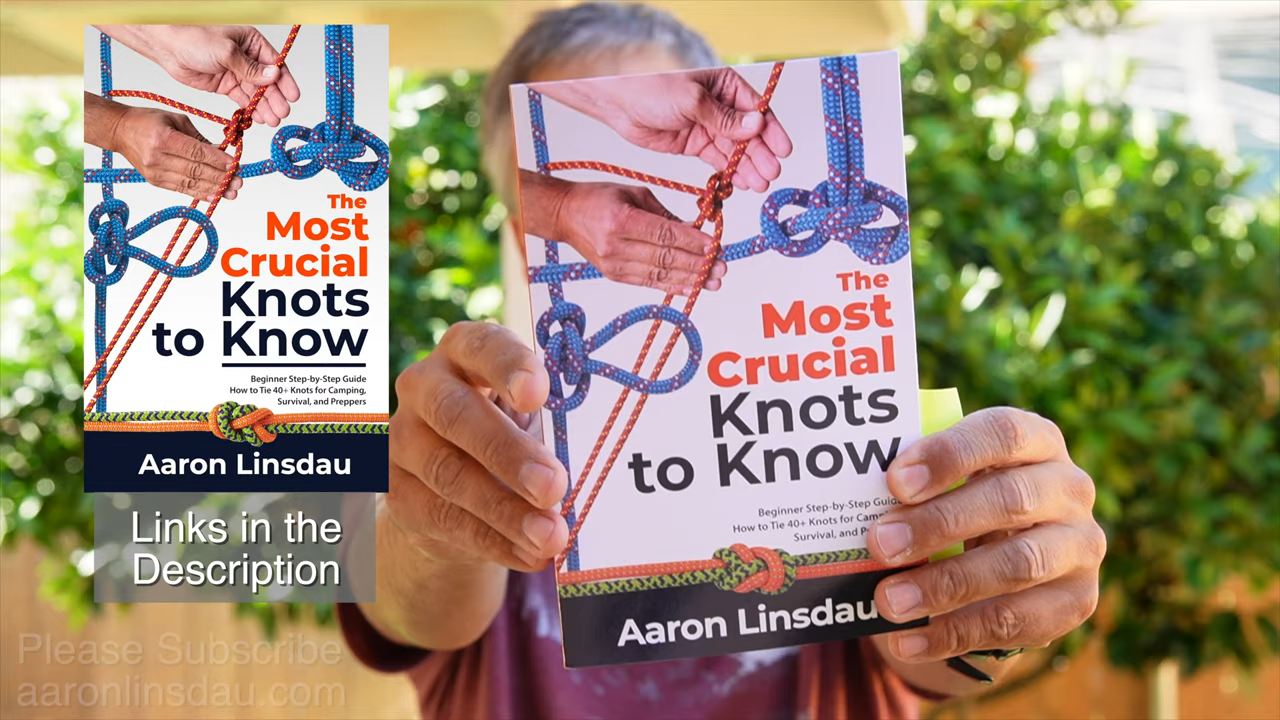 The
Most
Crucial
Knots
to Know
Beginner Step-by-Step Guide
How to Tie 40+ Knots for Camping,
Survival, and Preppers
Aaron Linsdau
Links in the
Description
Please Subscribe
aaronlinsdau.com
The
Most
Crucial
Knots
to Know
Beginner Step-by-Step Guide
How to Tie 40+ Knots for
Survival, and
Aaron Linsdau